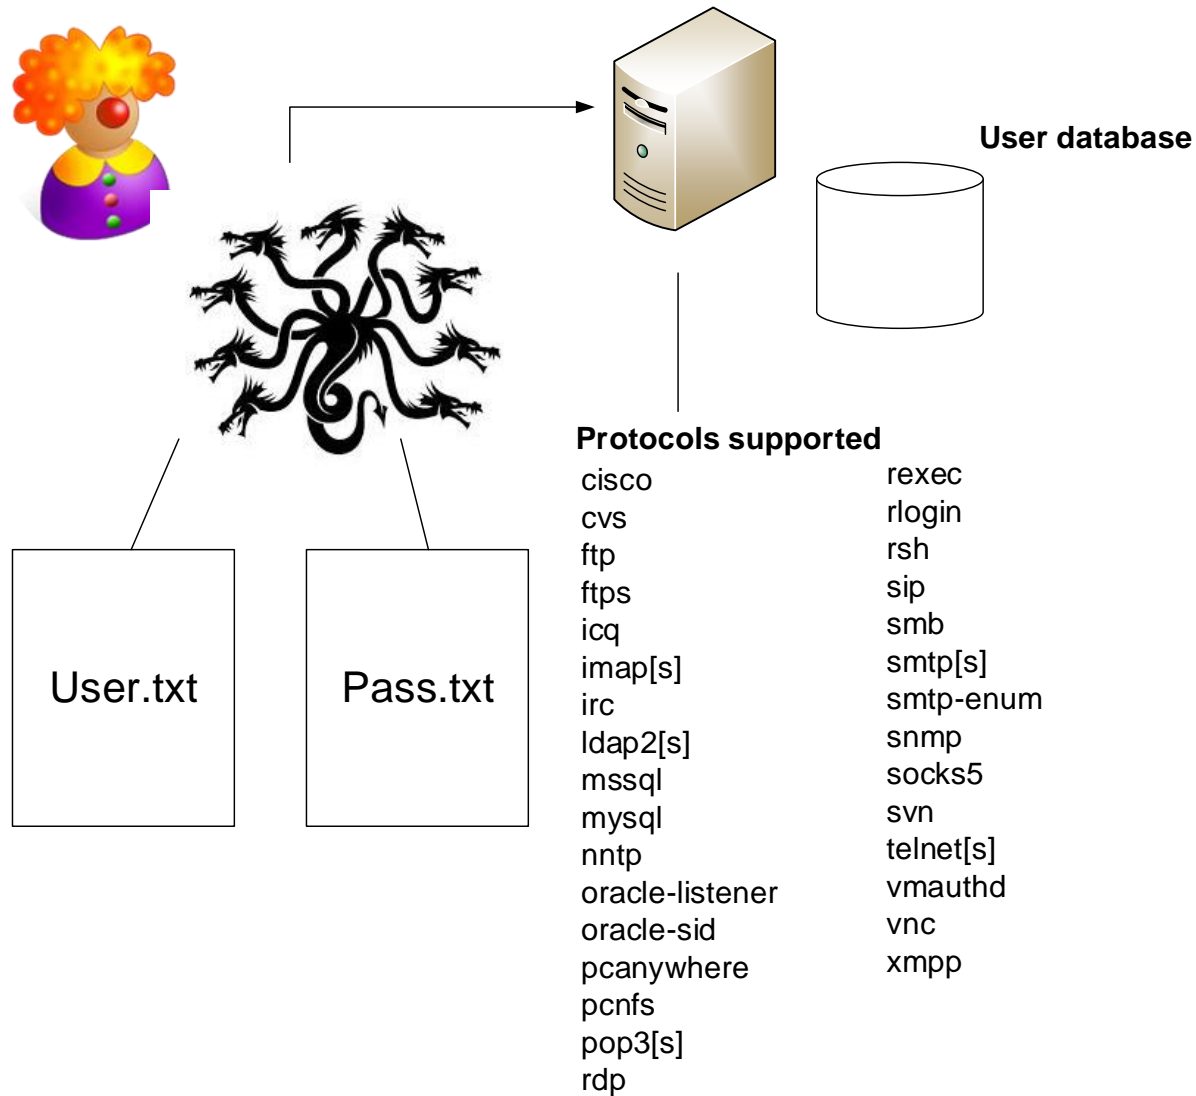 User database
User.txt
Pass.txt
Protocols supported
cisco
cvs
ftp
ftps
icq
imap[s]
irc
ldap2[s]
mssql
mysql
nntp
oracle-listener
oracle-sid
pcanywhere
pcnfs
pop3[s]
rdp
rexec
rlogin
rsh
sip
smb
smtp[s]
smtp-enum
snmp
socks5
svn
telnet[s]
vmauthd
vnc
xmpp